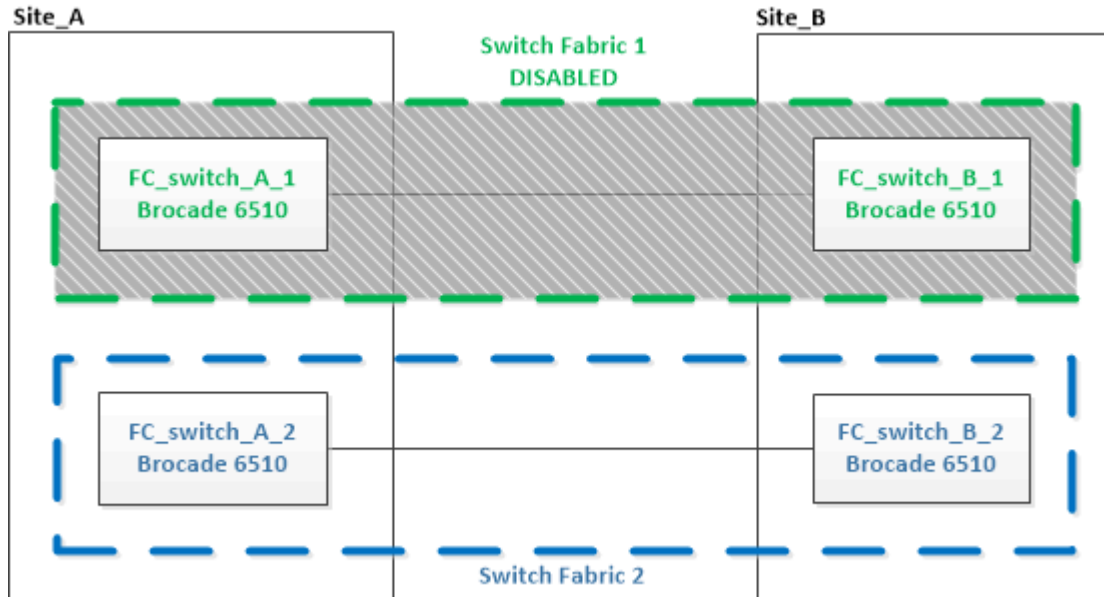 Site_A
Site_B
Switch Fabric 1
DISABLED
FC_switch_A_1
Brocade 6510
FC_switch_B_1
Brocade 6510
FC_switch_A_2
Brocade 6510
FC_switch_B_2
Brocade 6510
Switch Fabric 2